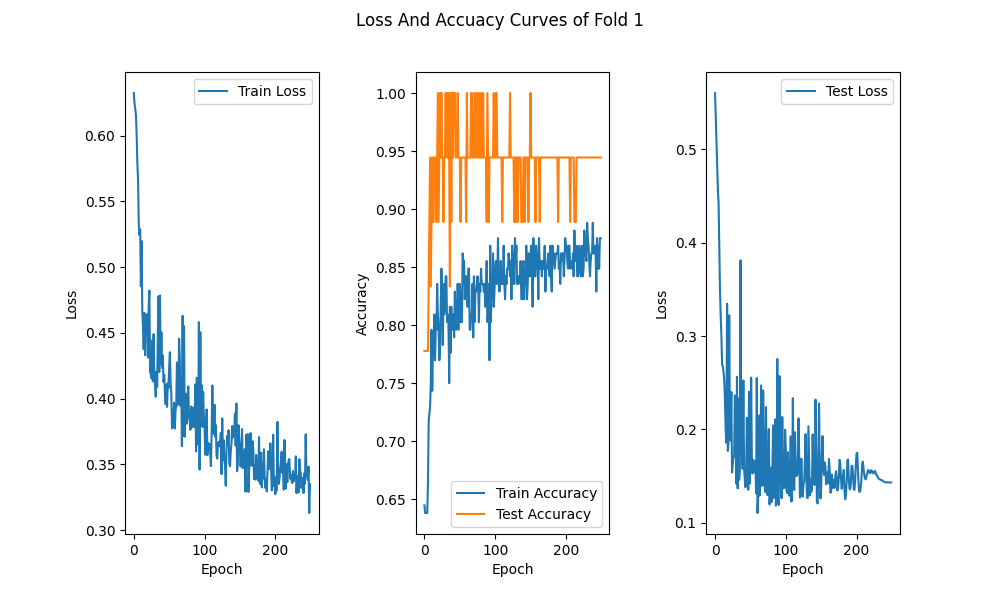 Loss And Accuacy Curves of Fold 1
Train Loss
0.60
0.55
0.50
0.45
0.40
0.35
0.30
Loss
0
100
200
Epoch
1.00
0.95
0.90
0.85
0.80
0.75
0.70
0.65
Accuracy
Train Accuracy
Test Accuracy
0
100
200
Epoch
Test Loss
0.5
0.4
0.3
0.2
0.1
Loss
0
100
200
Epoch